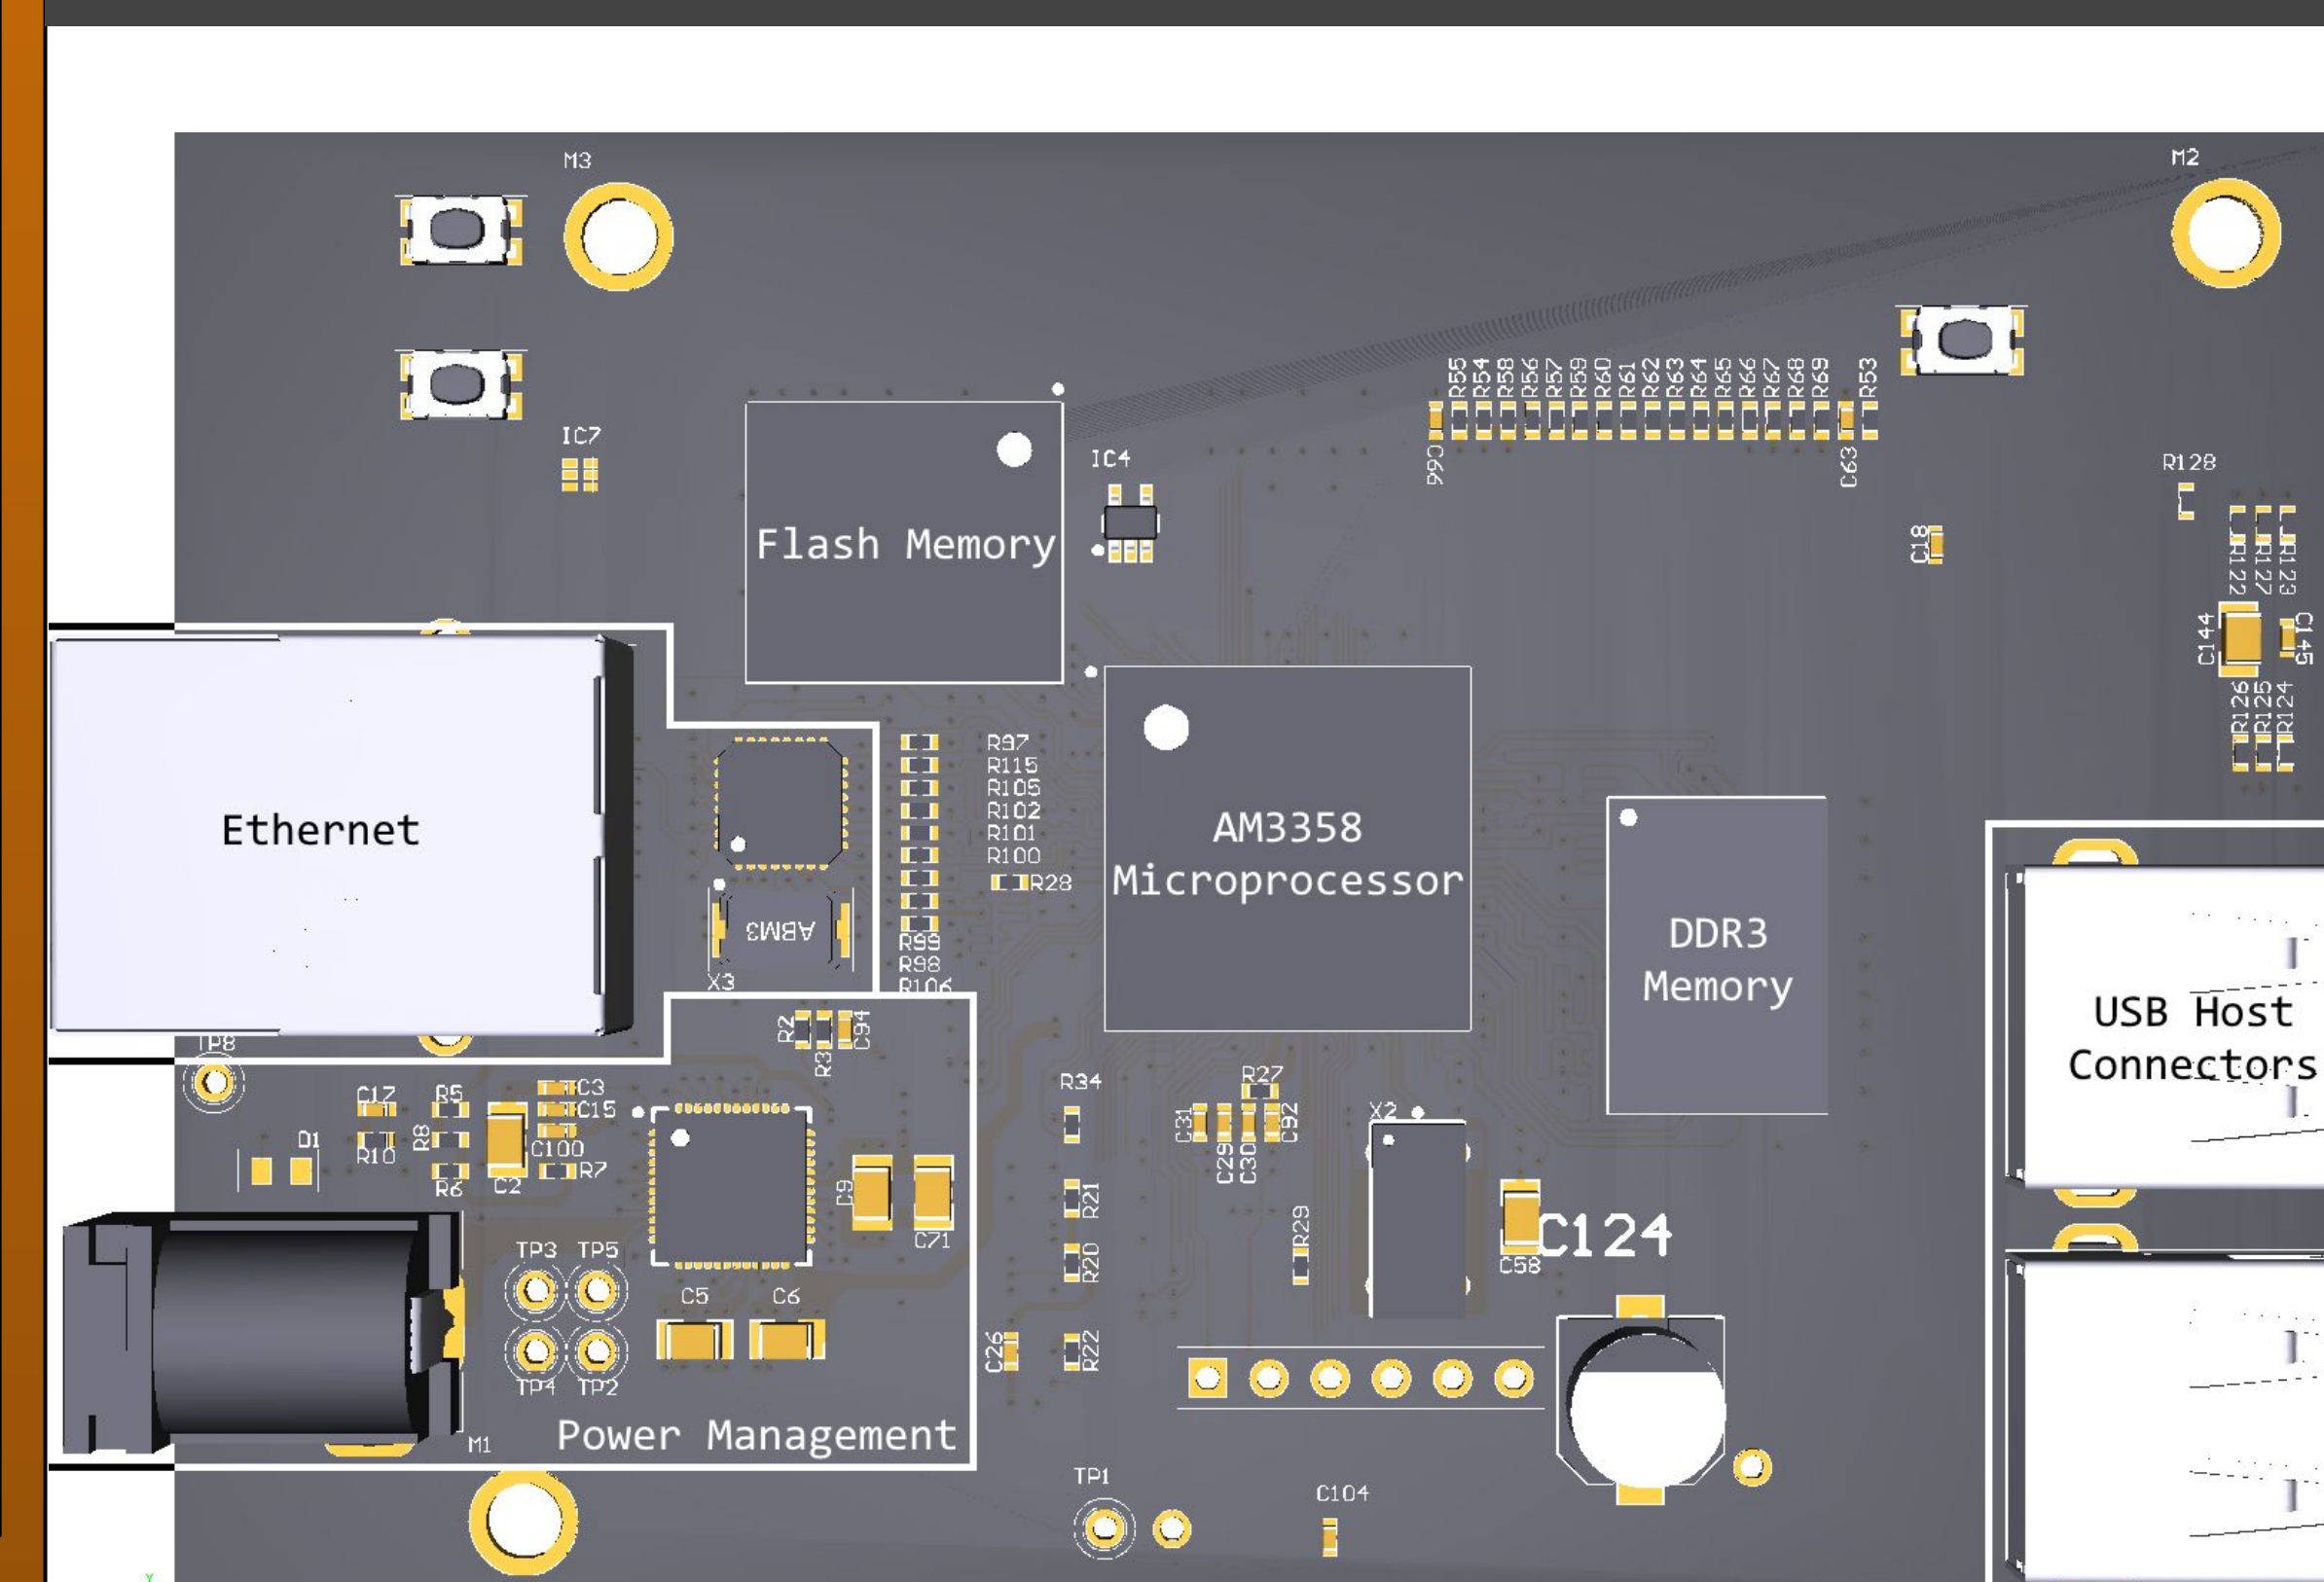 M3
M2
IC7
IC4
R55
R54
R58
R56
R57
R59
R60
R61
R62
R63
R64
R65
R66
R67
R68
R69
R53
C66
C63
R128
C18
R122
R127
R123
C144
C145
R126
R125
R124
Flash Memory
Ethernet
R97
R115
R105
R102
R101
R100
R28
ABM3
R99
R98
R106
X3
AM3358
Microprocessor
DDR3
Memory
USB Host
Connectors
TP8
R2
R3
C94
C17
R5
C3
C15
R8
D1
R10
C100
R7
R6
C2
C9
C71
TP3
TP5
C5
C6
TP4
TP2
M1
Power Management
R34
R27
C31
C29
C30
C92
X2
R21
R20
R29
C58
C124
C26
R22
TP1
C104
Y